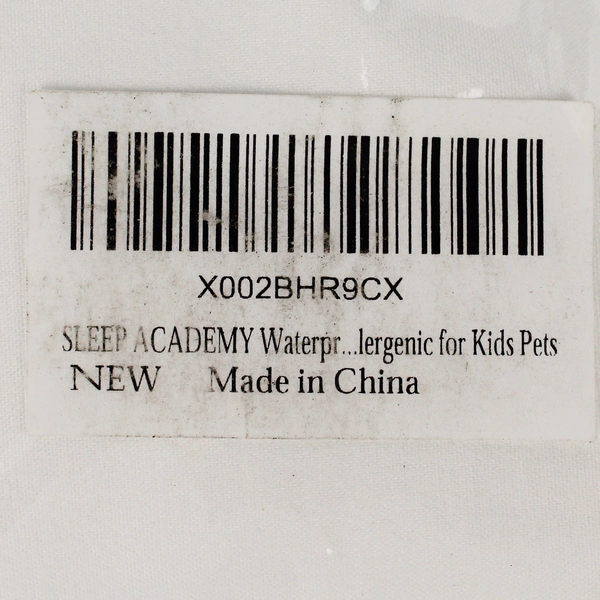 X002BHR9CX
SLEEP ACADEMY Waterpr...lergenic for Kids Pets
NEW Made in China